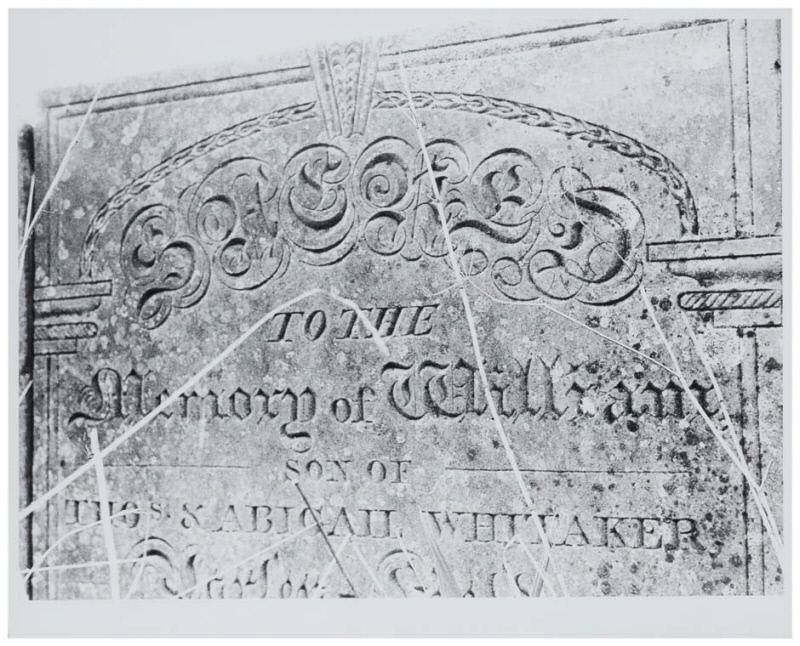 SACRED
TO THE
Memory of William
SON OF
THOS. & ABIGAIL WHITAKER